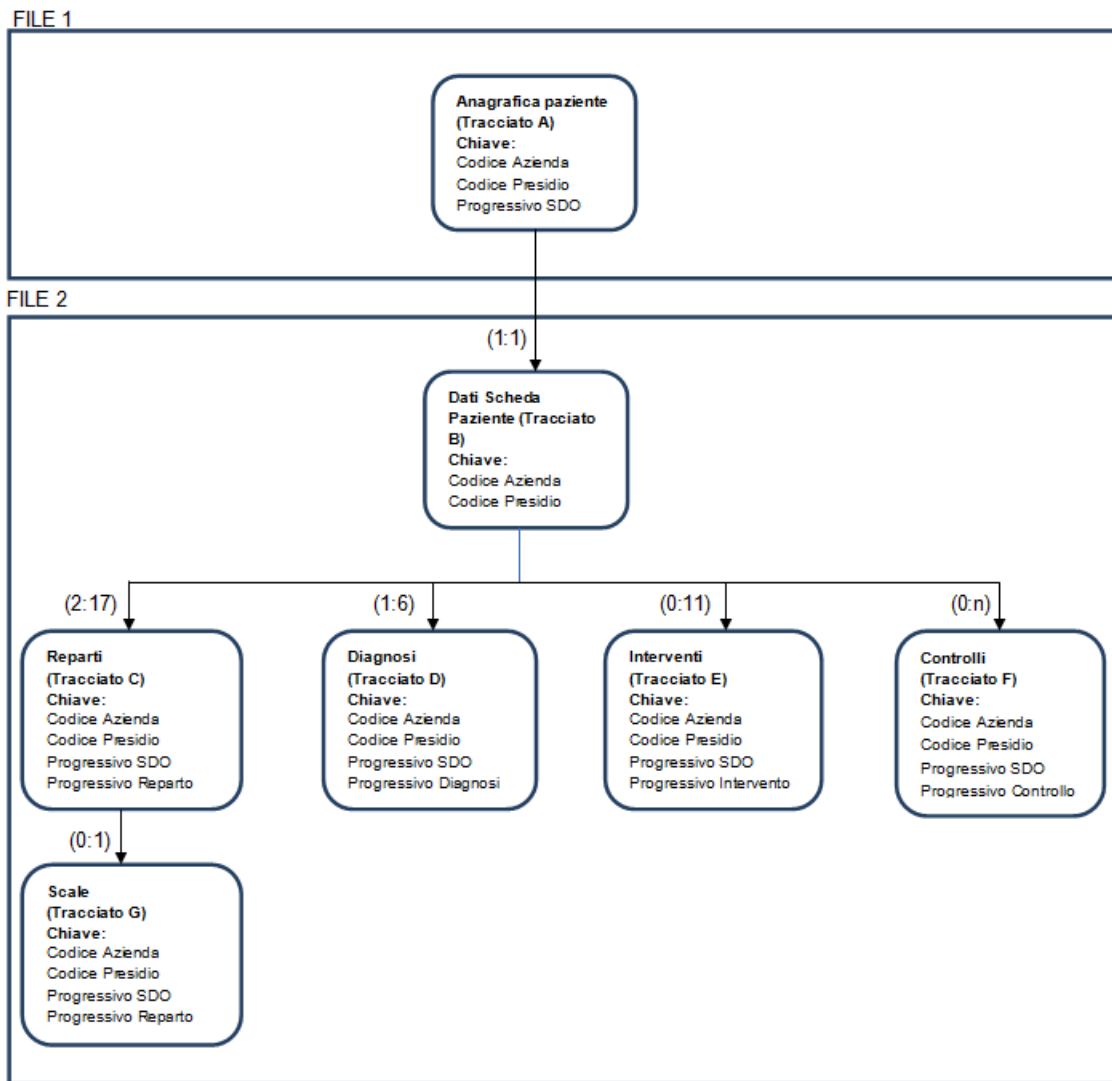 FILE 1
Anagrafica paziente
(Tracciato A)
Chiave:
Codice Azienda
Codice Presidio
Progressivo SDO
FILE 2
(1:1)
Dati Scheda
Paziente (Tracciato
B)
Chiave:
Codice Azienda
Codice Presidio
(2:17)
(1:6)
(0:11)
(0:n)
Reparti
(Tracciato C)
Chiave:
Codice Azienda
Codice Presidio
Progressivo SDO
Progressivo Reparto
Diagnosi
(Tracciato D)
Chiave:
Codice Azienda
Codice Presidio
Progressivo SDO
Progressivo Diagnosi
Interventi
(Tracciato E)
Chiave:
Codice Azienda
Codice Presidio
Progressivo SDO
Progressivo Intervento
Controlli
(Tracciato F)
Chiave:
Codice Azienda
Codice Presidio
Progressivo SDO
Progressivo Controllo
(0:1)
Scale
(Tracciato G)
Chiave:
Codice Azienda
Codice Presidio
Progressivo SDO
Progressivo Reparto